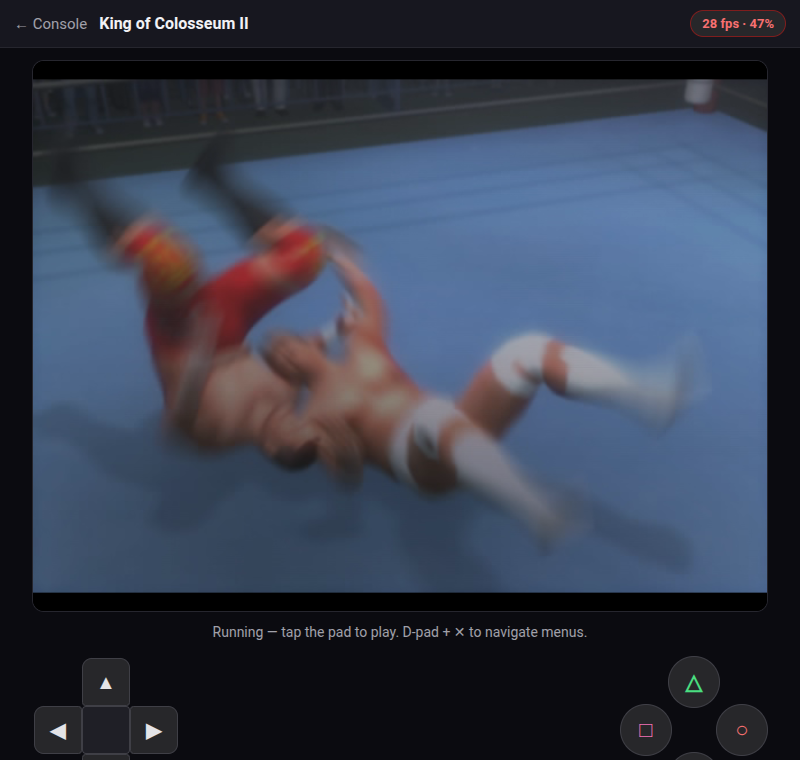 ← Console King of Colosseum II 28 fps · 47%
Running — tap the pad to play. D-pad + ✕ to navigate menus.
▲
△
◀ ▶ □ ○